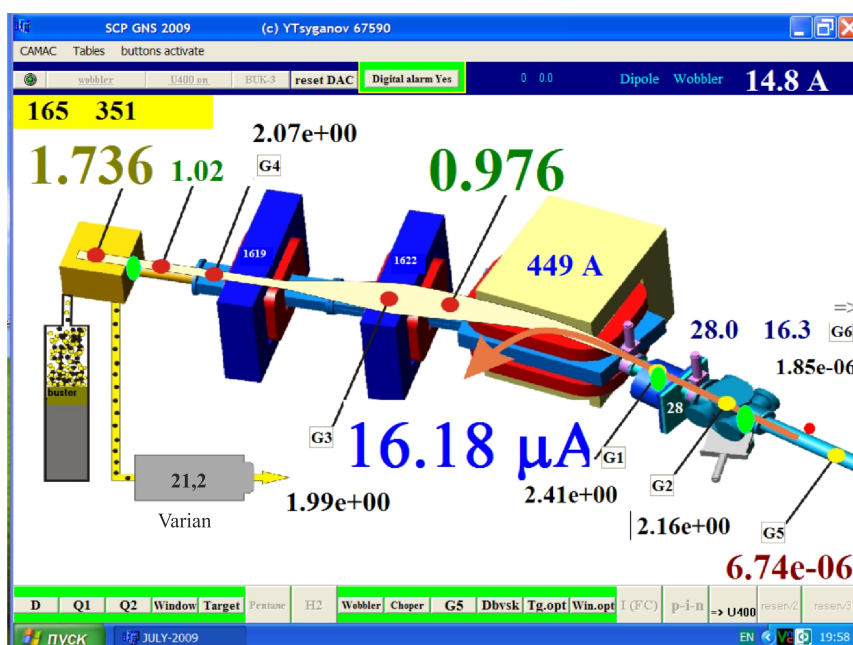 SCP GNS 2009 (c) YTsyganov 67590
CAMAC Tables buttons activate
wobbler U400 on BUK-3 reset DAC Digital alarm Yes 0 0.0 Dipole Wobbler 14.8 A
165 351
2.07e+00
1.736 1.02 G4 0.976
1619 1622 449 A
=>
28.0 16.3 G6
1.85e-06
buster
28
G3 16.18 µA G1
21,2 G2
Varian 1.99e+00 2.41e+00
2.16e+00 G5
6.74e-06
D Q1 Q2 Window Target Pentane H2 Wobbler Choper G5 Dbvsk Tg.opt Win.opt I (FC) p-i-n => U400 reserv2 reserv3
пуск JULY-2009 EN 19:58